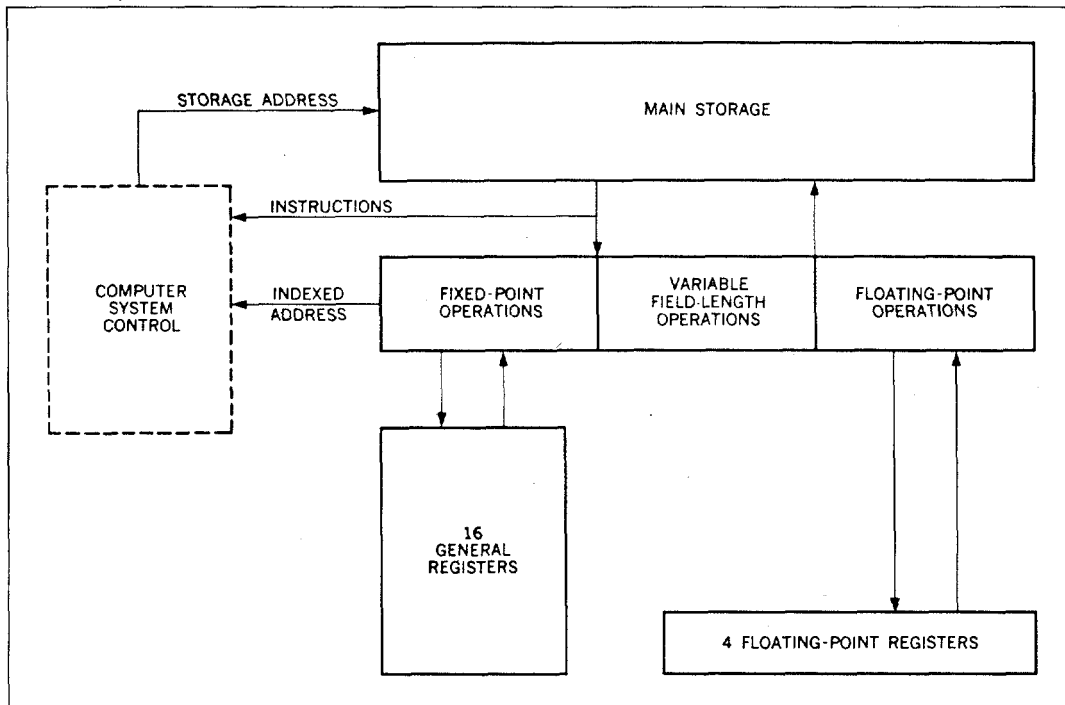 STORAGE ADDRESS
MAIN STORAGE
INSTRUCTIONS
COMPUTER
SYSTEM
CONTROL
INDEXED
ADDRESS
FIXED-POINT
OPERATIONS
VARIABLE
FIELD-LENGTH
OPERATIONS
FLOATING-POINT
OPERATIONS
16
GENERAL
REGISTERS
4 FLOATING-POINT REGISTERS